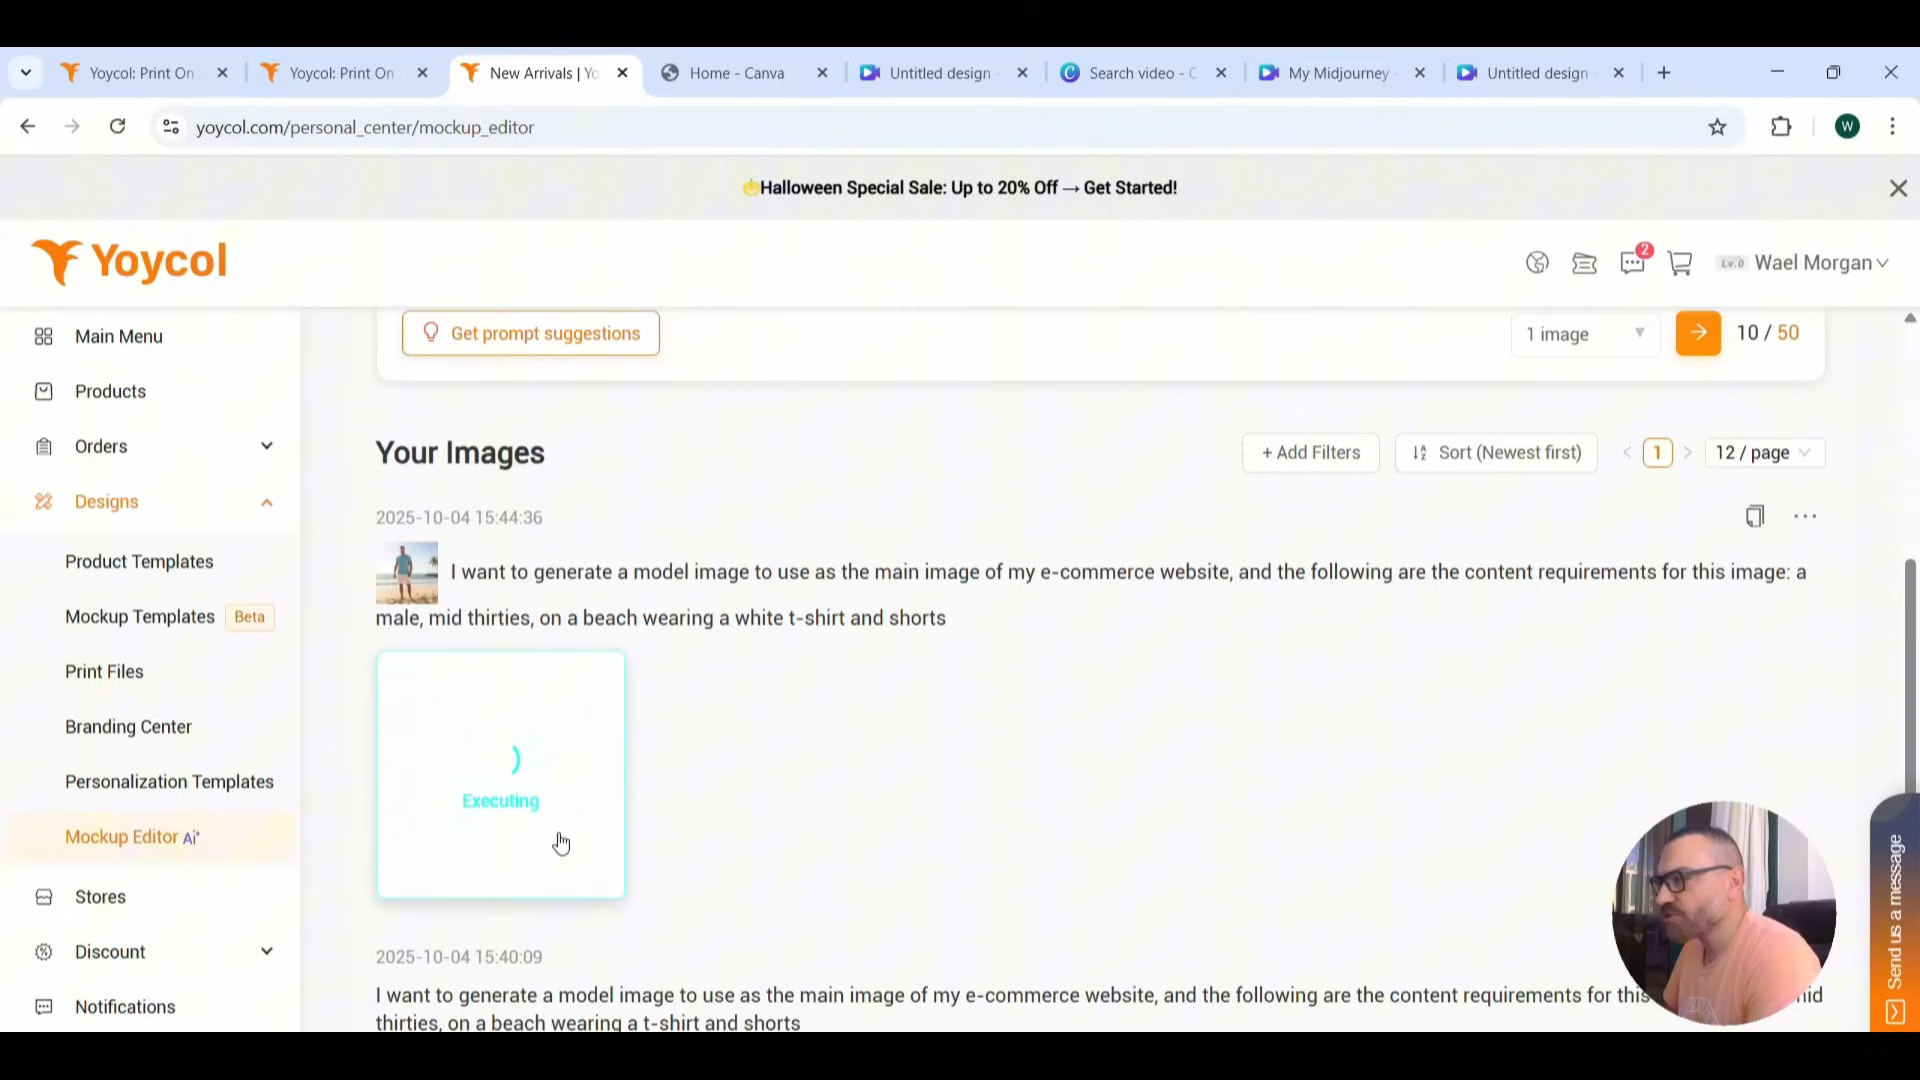 Yoycol: Print On
Yoycol: Print On
New Arrivals | Yo
Home - Canva
Untitled design
Search video - C
My Midjourney
Untitled design
yoycol.com/personal_center/mockup_editor
W
🎃Halloween Special Sale: Up to 20% Off → Get Started!
Yoycol
2
Lv.0 Wael Morgan
Main Menu
Products
Orders
Designs
Product Templates
Mockup Templates Beta
Print Files
Branding Center
Personalization Templates
Mockup Editor Ai
Stores
Discount
Notifications
Get prompt suggestions
1 image
10 / 50
Your Images
+ Add Filters
Sort (Newest first)
< 1 >
12 / page
2025-10-04 15:44:36
I want to generate a model image to use as the main image of my e-commerce website, and the following are the content requirements for this image: a
male, mid thirties, on a beach wearing a white t-shirt and shorts
Executing
2025-10-04 15:40:09
I want to generate a model image to use as the main image of my e-commerce website, and the following are the content requirements for this
thirties, on a beach wearing a t-shirt and shorts
Send us a message